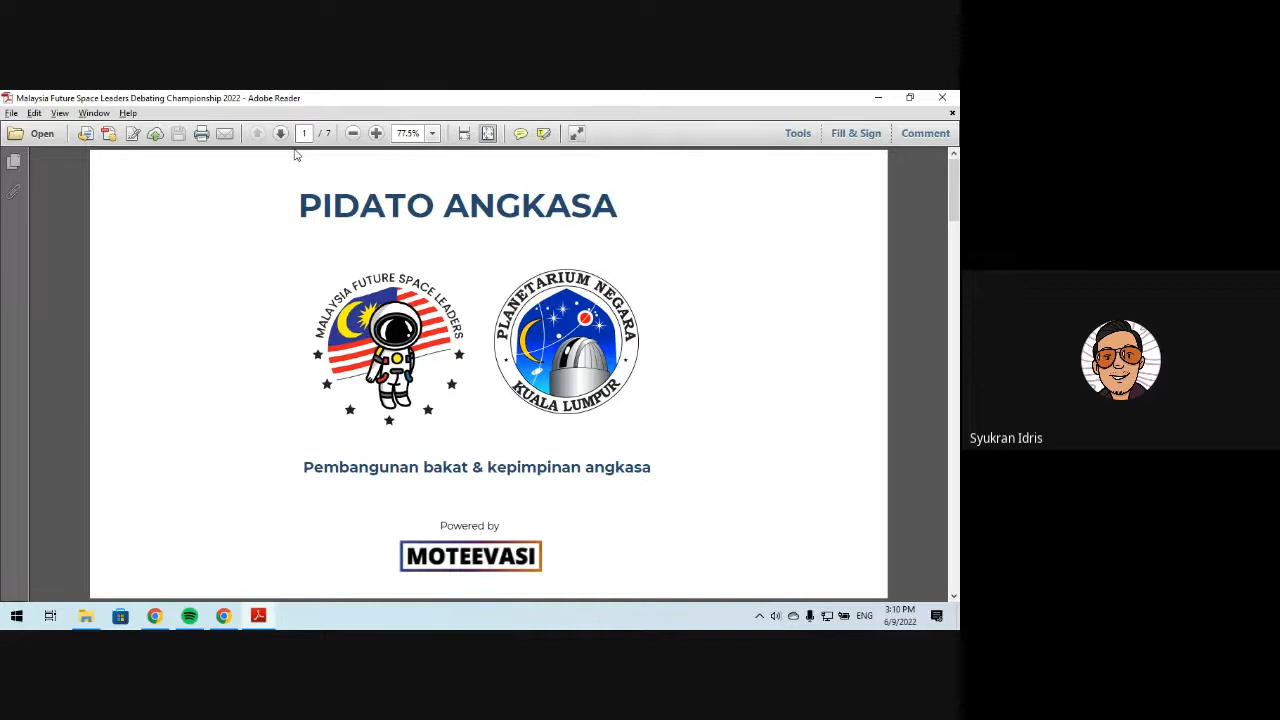 Malaysia Future Space Leaders Debating Championship 2022 - Adobe Reader
File Edit View Window Help
Open 1 / 7 77.5% Tools Fill & Sign Comment
PIDATO ANGKASA
MALAYSIA FUTURE SPACE LEADERS
PLANETARIUM NEGARA
KUALA LUMPUR
Pembangunan bakat & kepimpinan angkasa
Powered by
MOTEEVASI
Syukran Idris
ENG
3:10 PM
6/9/2022